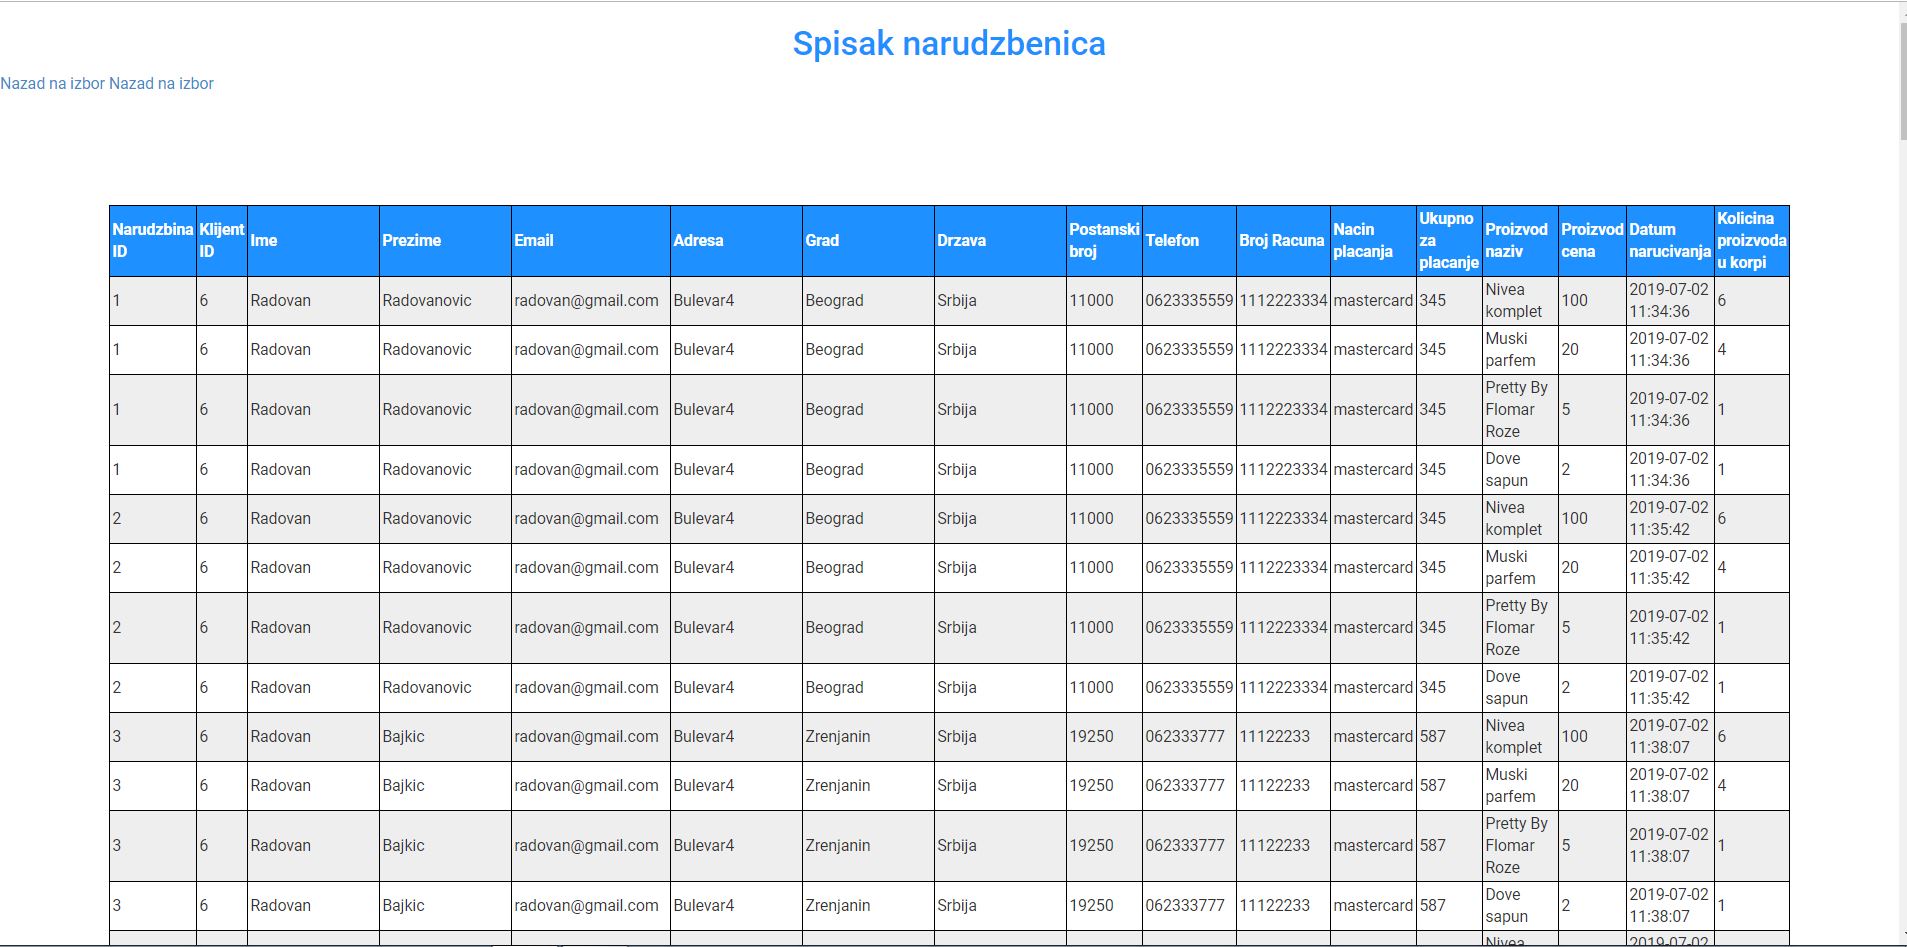 Spisak narudzbenica
Nazad na izbor Nazad na izbor
Narudzbina ID Klijent ID Ime Prezime Email Adresa Grad Drzava Postanski broj Telefon Broj Racuna Nacin placanja Ukupno za placanje Proizvod naziv Proizvod cena Datum narucivanja Kolicina proizvoda u korpi
1 6 Radovan Radovanovic radovan@gmail.com Bulevar4 Beograd Srbija 11000 0623335559 1112223334 mastercard 345 Nivea komplet 100 2019-07-02 11:34:36 6
1 6 Radovan Radovanovic radovan@gmail.com Bulevar4 Beograd Srbija 11000 0623335559 1112223334 mastercard 345 Muski parfem 20 2019-07-02 11:34:36 4
1 6 Radovan Radovanovic radovan@gmail.com Bulevar4 Beograd Srbija 11000 0623335559 1112223334 mastercard 345 Pretty By Flomar Roze 5 2019-07-02 11:34:36 1
1 6 Radovan Radovanovic radovan@gmail.com Bulevar4 Beograd Srbija 11000 0623335559 1112223334 mastercard 345 Dove sapun 2 2019-07-02 11:34:36 1
2 6 Radovan Radovanovic radovan@gmail.com Bulevar4 Beograd Srbija 11000 0623335559 1112223334 mastercard 345 Nivea komplet 100 2019-07-02 11:35:42 6
2 6 Radovan Radovanovic radovan@gmail.com Bulevar4 Beograd Srbija 11000 0623335559 1112223334 mastercard 345 Muski parfem 20 2019-07-02 11:35:42 4
2 6 Radovan Radovanovic radovan@gmail.com Bulevar4 Beograd Srbija 11000 0623335559 1112223334 mastercard 345 Pretty By Flomar Roze 5 2019-07-02 11:35:42 1
2 6 Radovan Radovanovic radovan@gmail.com Bulevar4 Beograd Srbija 11000 0623335559 1112223334 mastercard 345 Dove sapun 2 2019-07-02 11:35:42 1
3 6 Radovan Bajkic radovan@gmail.com Bulevar4 Zrenjanin Srbija 19250 062333777 11122233 mastercard 587 Nivea komplet 100 2019-07-02 11:38:07 6
3 6 Radovan Bajkic radovan@gmail.com Bulevar4 Zrenjanin Srbija 19250 062333777 11122233 mastercard 587 Muski parfem 20 2019-07-02 11:38:07 4
3 6 Radovan Bajkic radovan@gmail.com Bulevar4 Zrenjanin Srbija 19250 062333777 11122233 mastercard 587 Pretty By Flomar Roze 5 2019-07-02 11:38:07 1
3 6 Radovan Bajkic radovan@gmail.com Bulevar4 Zrenjanin Srbija 19250 062333777 11122233 mastercard 587 Dove sapun 2 2019-07-02 11:38:07 1
Nivea 2019-07-02